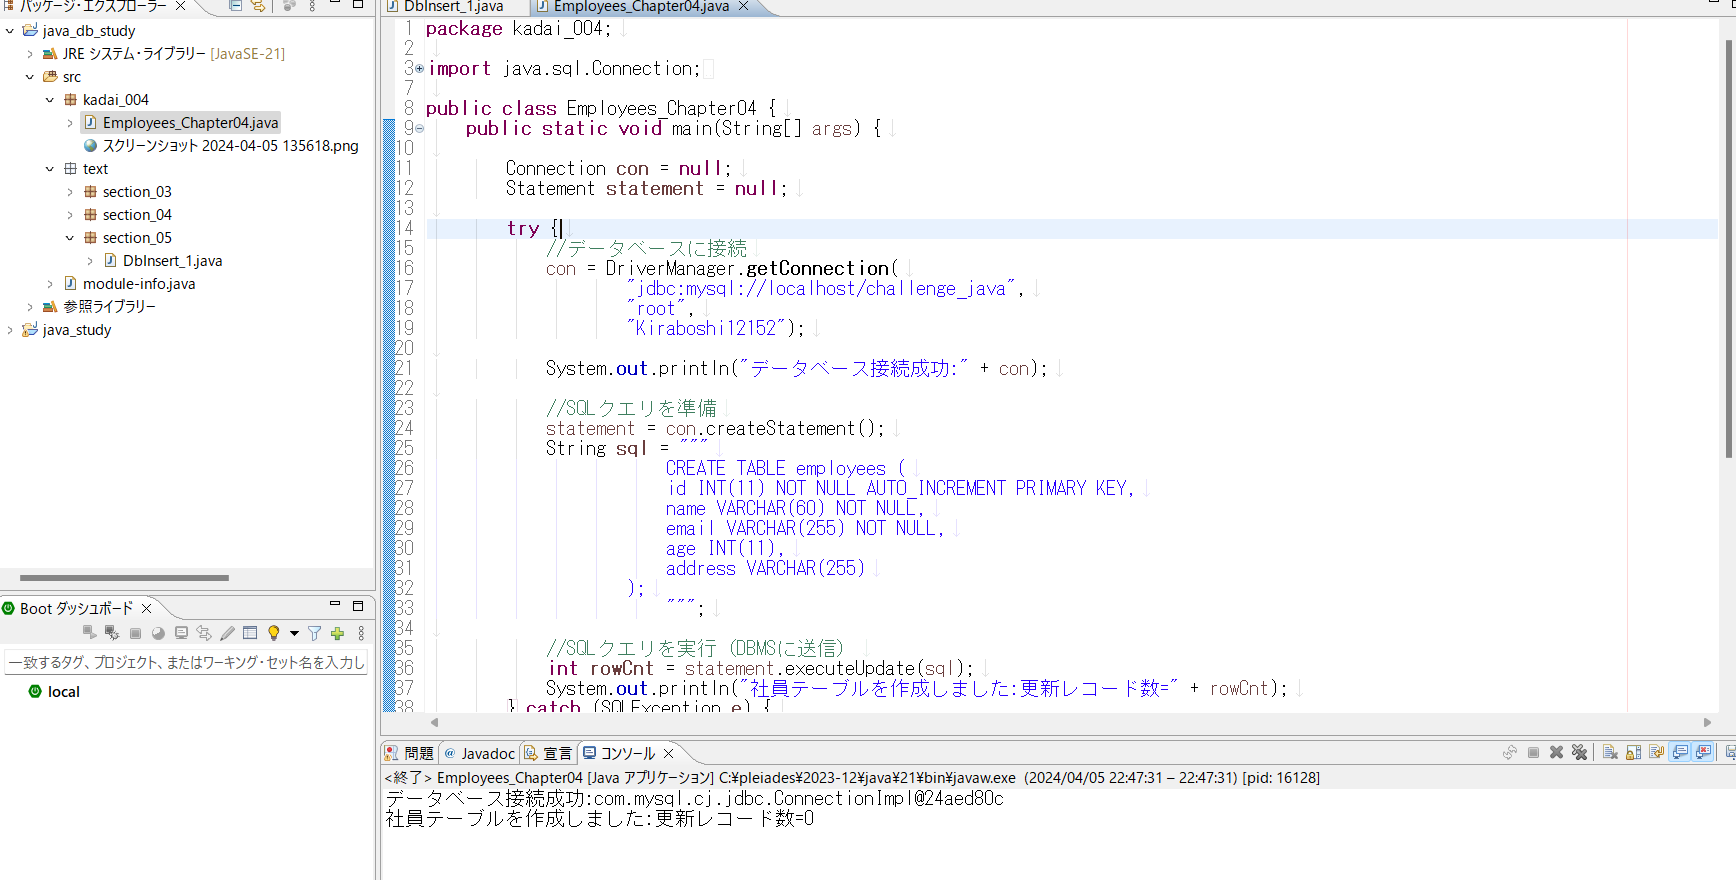 パッケージ・エクスプローラー
java_db_study
JRE システム・ライブラリー [JavaSE-21]
src
kadai_004
Employees_Chapter04.java
スクリーンショット 2024-04-05 135618.png
text
section_03
section_04
section_05
DbInsert_1.java
module-info.java
参照ライブラリー
java_study
Boot ダッシュボード
一致するタグ、プロジェクト、またはワーキング・セット名を入力し
local
DbInsert_1.java
Employees_Chapter04.java
1 package kadai_004;
2
3 import java.sql.Connection;
7
8 public class Employees_Chapter04 {
9 public static void main(String[] args) {
10
11 Connection con = null;
12 Statement statement = null;
13
14 try {
15 //データベースに接続
16 con = DriverManager.getConnection(
17 "jdbc:mysql://localhost/challenge_java",
18 "root",
19 "Kiraboshi12152");
20
21 System.out.println("データベース接続成功:" + con);
22
23 //SQLクエリを準備
24 statement = con.createStatement();
25 String sql = """
26 CREATE TABLE employees (
27 id INT(11) NOT NULL AUTO_INCREMENT PRIMARY KEY,
28 name VARCHAR(60) NOT NULL,
29 email VARCHAR(255) NOT NULL,
30 age INT(11),
31 address VARCHAR(255)
32 );
33 """;
34
35 //SQLクエリを実行（DBMSに送信）
36 int rowCnt = statement.executeUpdate(sql);
37 System.out.println("社員テーブルを作成しました:更新レコード数=" + rowCnt);
38 } catch (SQLException e) {
問題
@ Javadoc
宣言
コンソール
<終了> Employees_Chapter04 [Java アプリケーション] C:¥pleiades¥2023-12¥java¥21¥bin¥javaw.exe (2024/04/05 22:47:31 – 22:47:31) [pid: 16128]
データベース接続成功:com.mysql.cj.jdbc.ConnectionImpl@24aed80c
社員テーブルを作成しました:更新レコード数=0